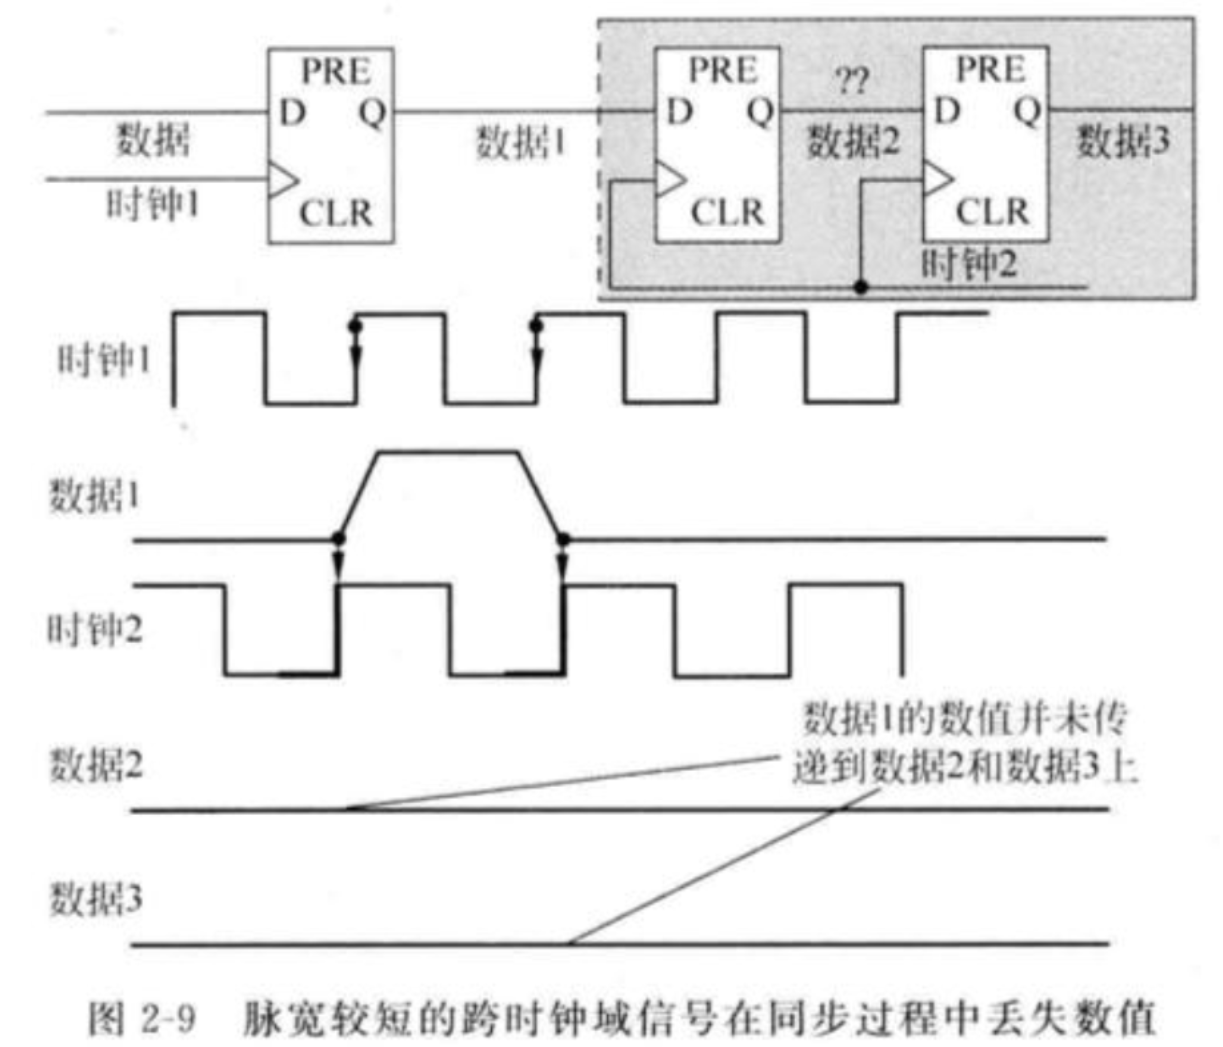 PRE
D Q
数据
时钟1
CLR
数据1
PRE
D Q
CLR
??
数据2
PRE
D Q
CLR
数据3
时钟2
时钟1
数据1
时钟2
数据2
数据1的数值并未传
递到数据2和数据3上
数据3
图 2-9 脉宽较短的跨时钟域信号在同步过程中丢失数值